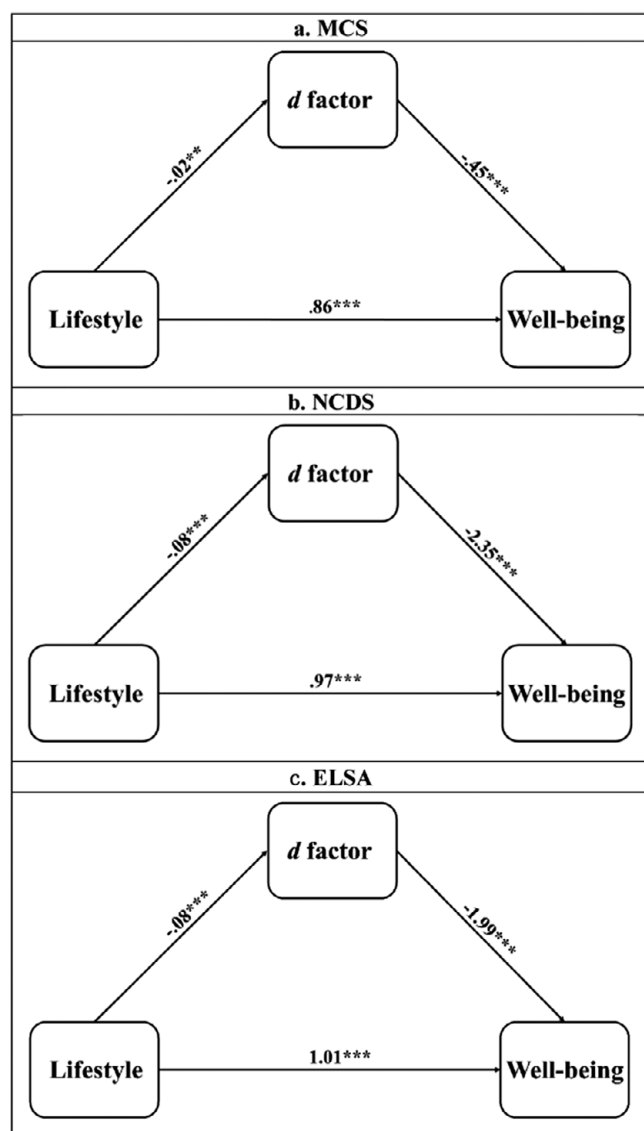 a. MCS
d factor
-.02**
-.45***
.86***
Lifestyle
Well-being
b. NCDS
d factor
-.08***
-2.35***
.97***
Lifestyle
Well-being
c. ELSA
d factor
-.08***
-1.99***
1.01***
Lifestyle
Well-being